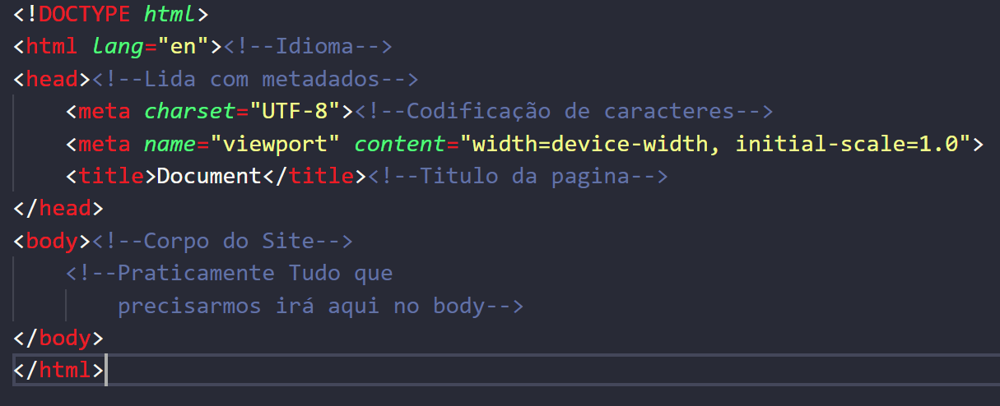 <!DOCTYPE html>
<html lang="en"><!--Idioma-->
<head><!--Lida com metadados-->
    <meta charset="UTF-8"><!--Codificação de caracteres-->
    <meta name="viewport" content="width=device-width, initial-scale=1.0">
    <title>Document</title><!--Titulo da pagina-->
</head>
<body><!--Corpo do Site-->
    <!--Praticamente Tudo que
        precisarmos irá aqui no body-->
</body>
</html>